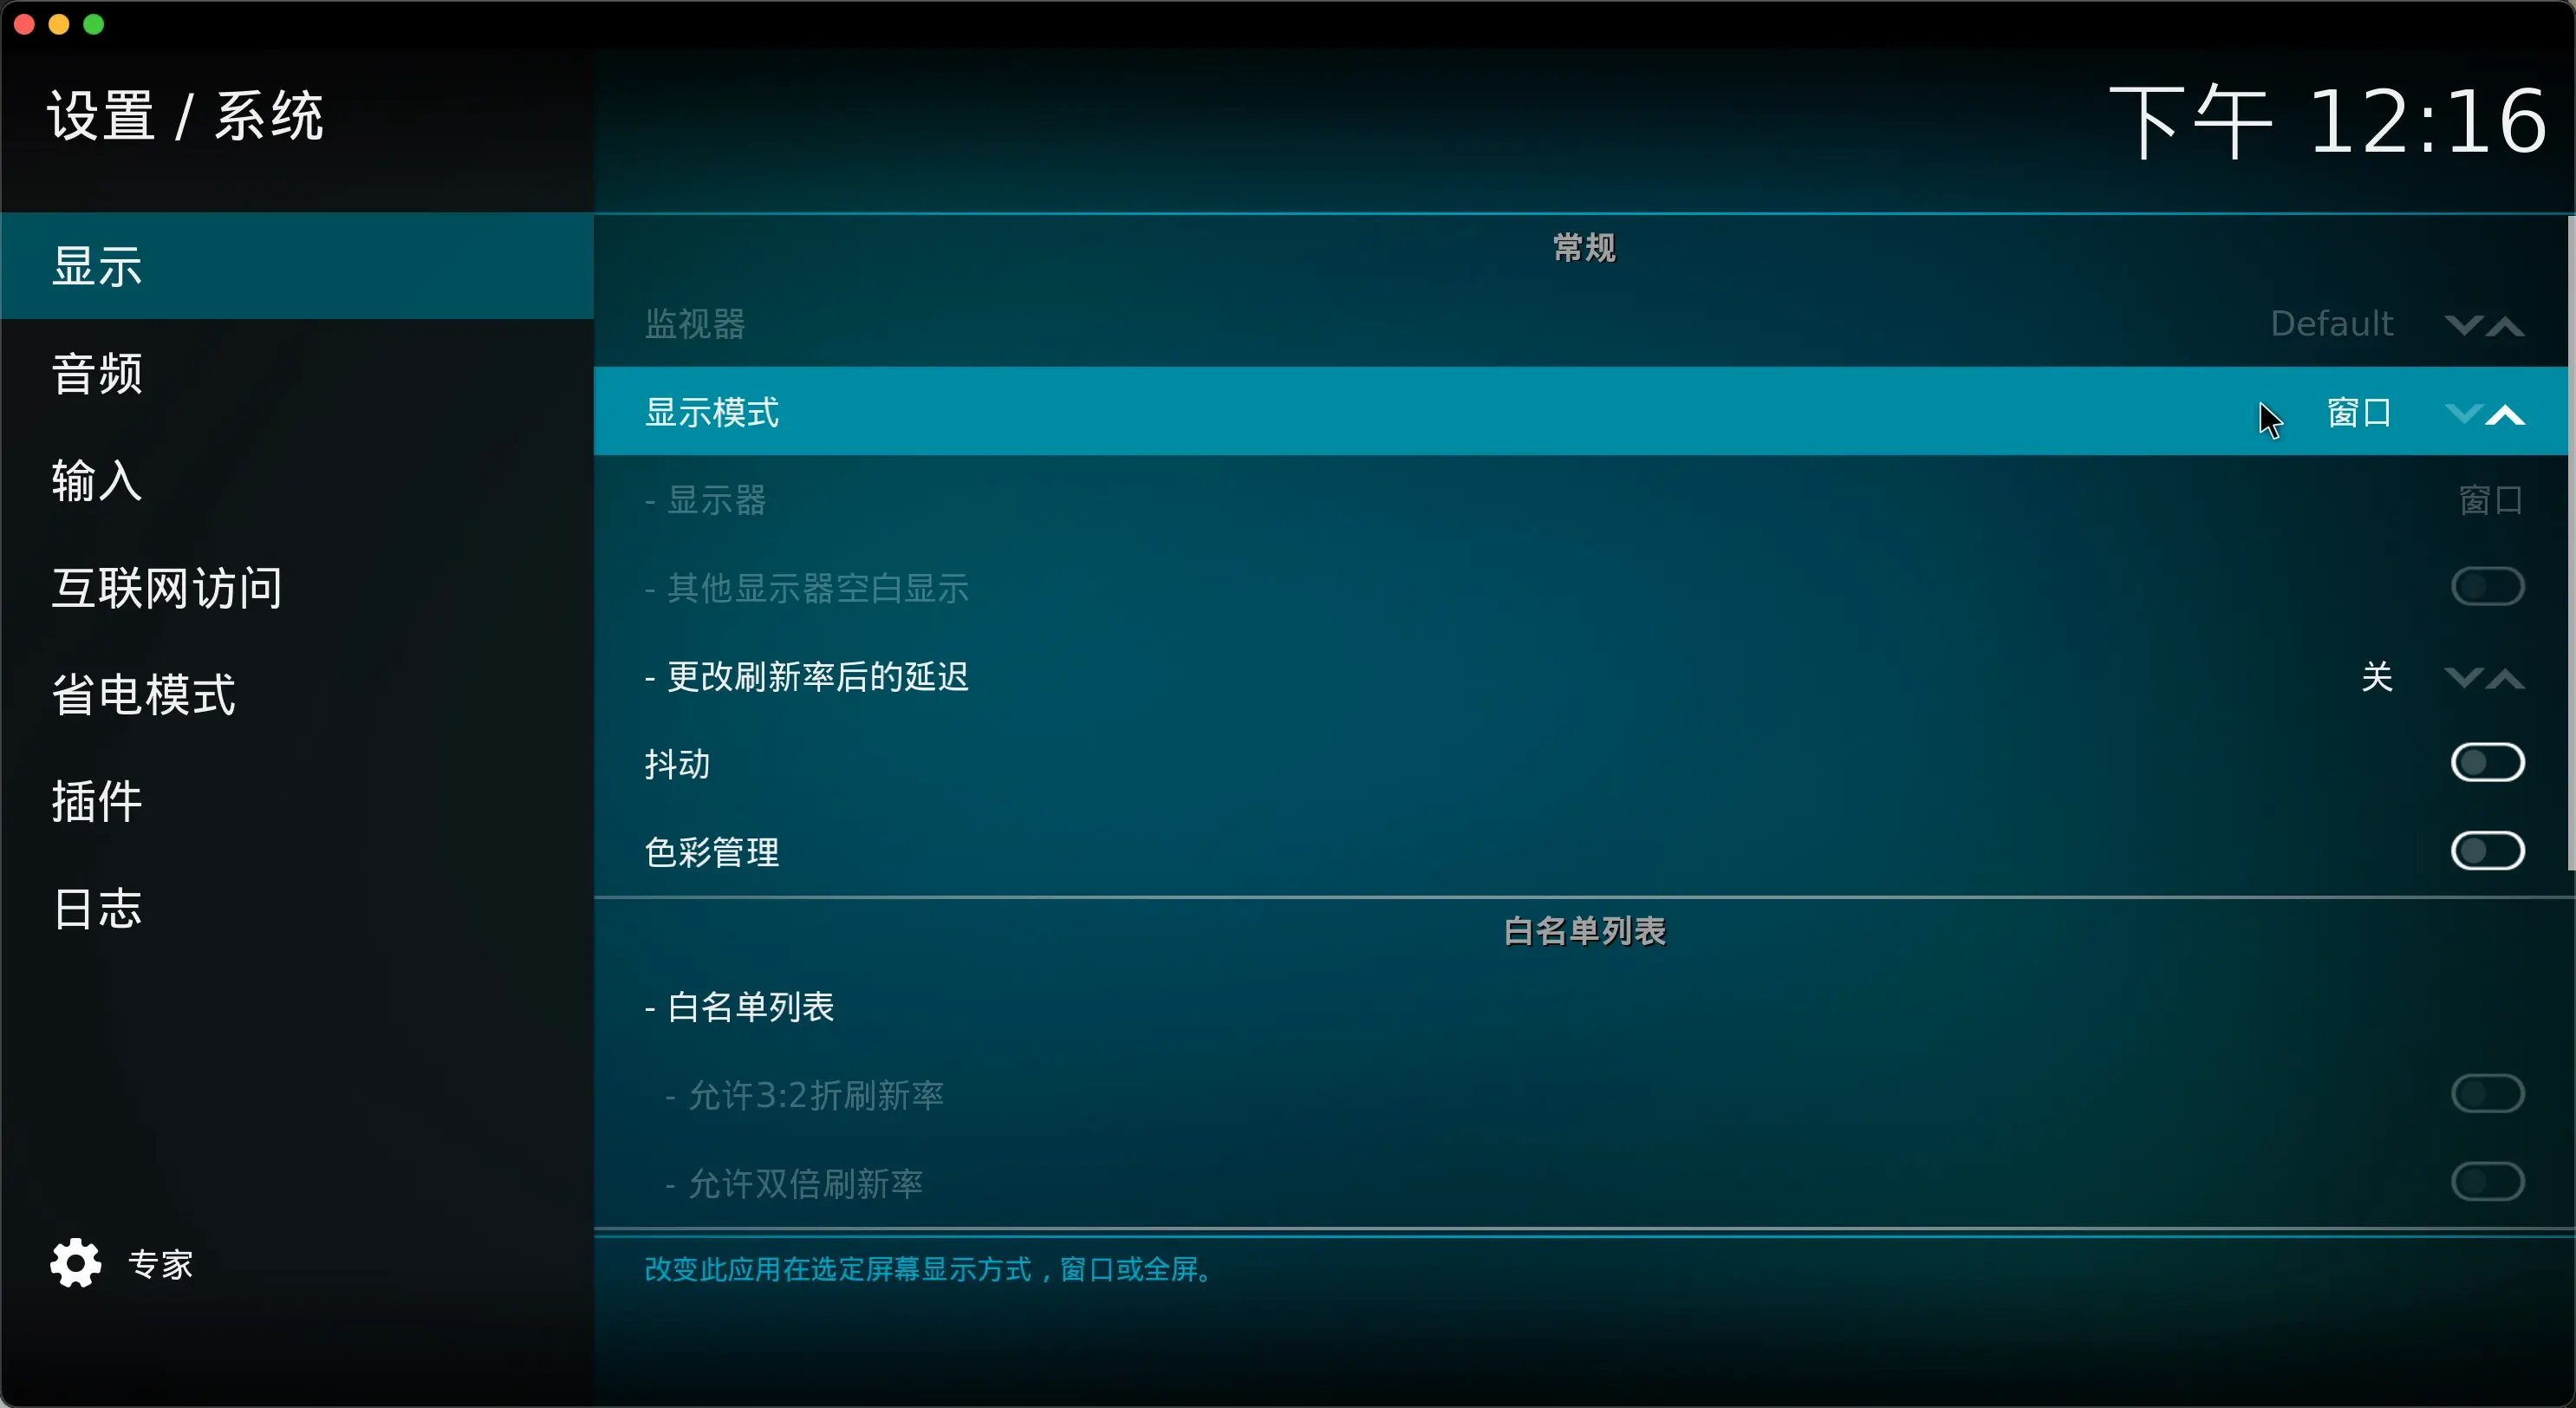 设置 / 系统
下午 12:16
显示
音频
输入
互联网访问
省电模式
插件
日志
专家
常规
监视器 Default
显示模式 窗口
- 显示器 窗口
- 其他显示器空白显示
- 更改刷新率后的延迟 关
抖动
色彩管理
白名单列表
- 白名单列表
- 允许3:2折刷新率
- 允许双倍刷新率
改变此应用在选定屏幕显示方式，窗口或全屏。